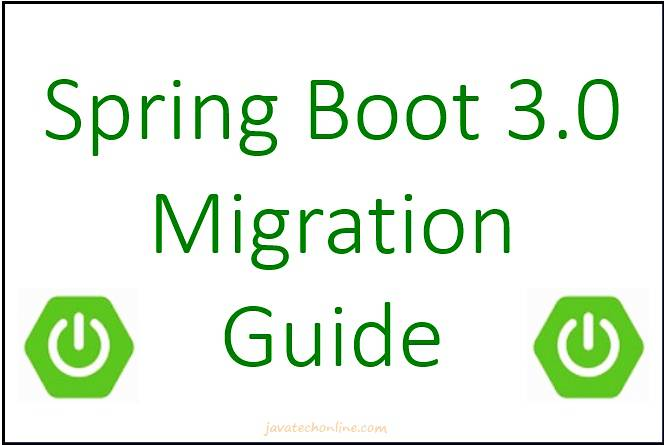 Spring Boot 3.0
Migration
Guide
javatechonline.com